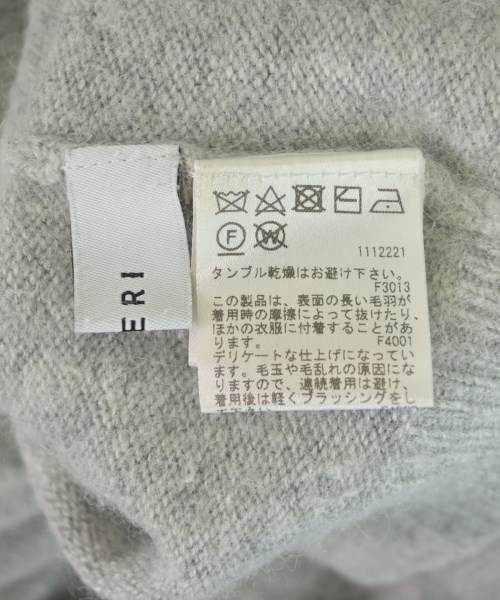 ERI
F
W
1112221
タンブル乾燥はお避け下さい。
F3013
この製品は、表面の長い毛羽が
着用時の摩擦によって抜けたり、
ほかの衣服に付着することがあ
ります。 F4001
デリケートな仕上げになってい
ます。毛玉や毛乱れの原因にな
りますので、連続着用は避け、
着用後は軽くブラッシングをし